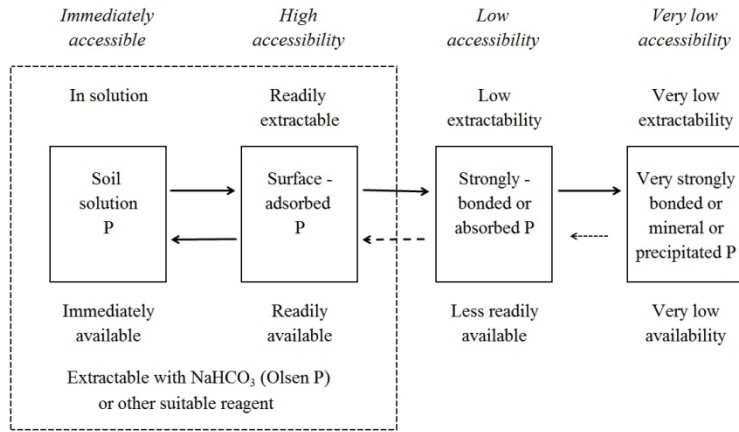 Immediately
accessible
High
accessibility
Low
accessibility
Very low
accessibility
In solution
Readily
extractable
Low
extractability
Very low
extractability
Soil
solution
P
Surface -
adsorbed
P
Strongly -
bonded or
absorbed P
Very strongly
bonded or
mineral or
precipitated P
Immediately
available
Readily
available
Less readily
available
Very low
availability
Extractable with NaHCO₃ (Olsen P)
or other suitable reagent